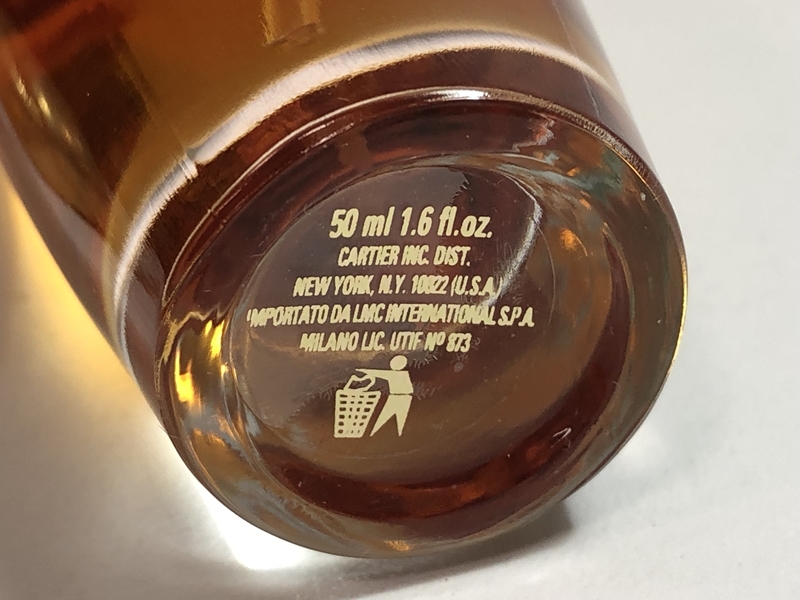 50 ml 1.6 fl.oz.
CARTIER INC. DIST.
NEW YORK, N.Y. 10022 (U.S.A.)
IMPORTATO DA LMC INTERNATIONAL S.P.A.
MILANO LIC. UTIF Nº 873